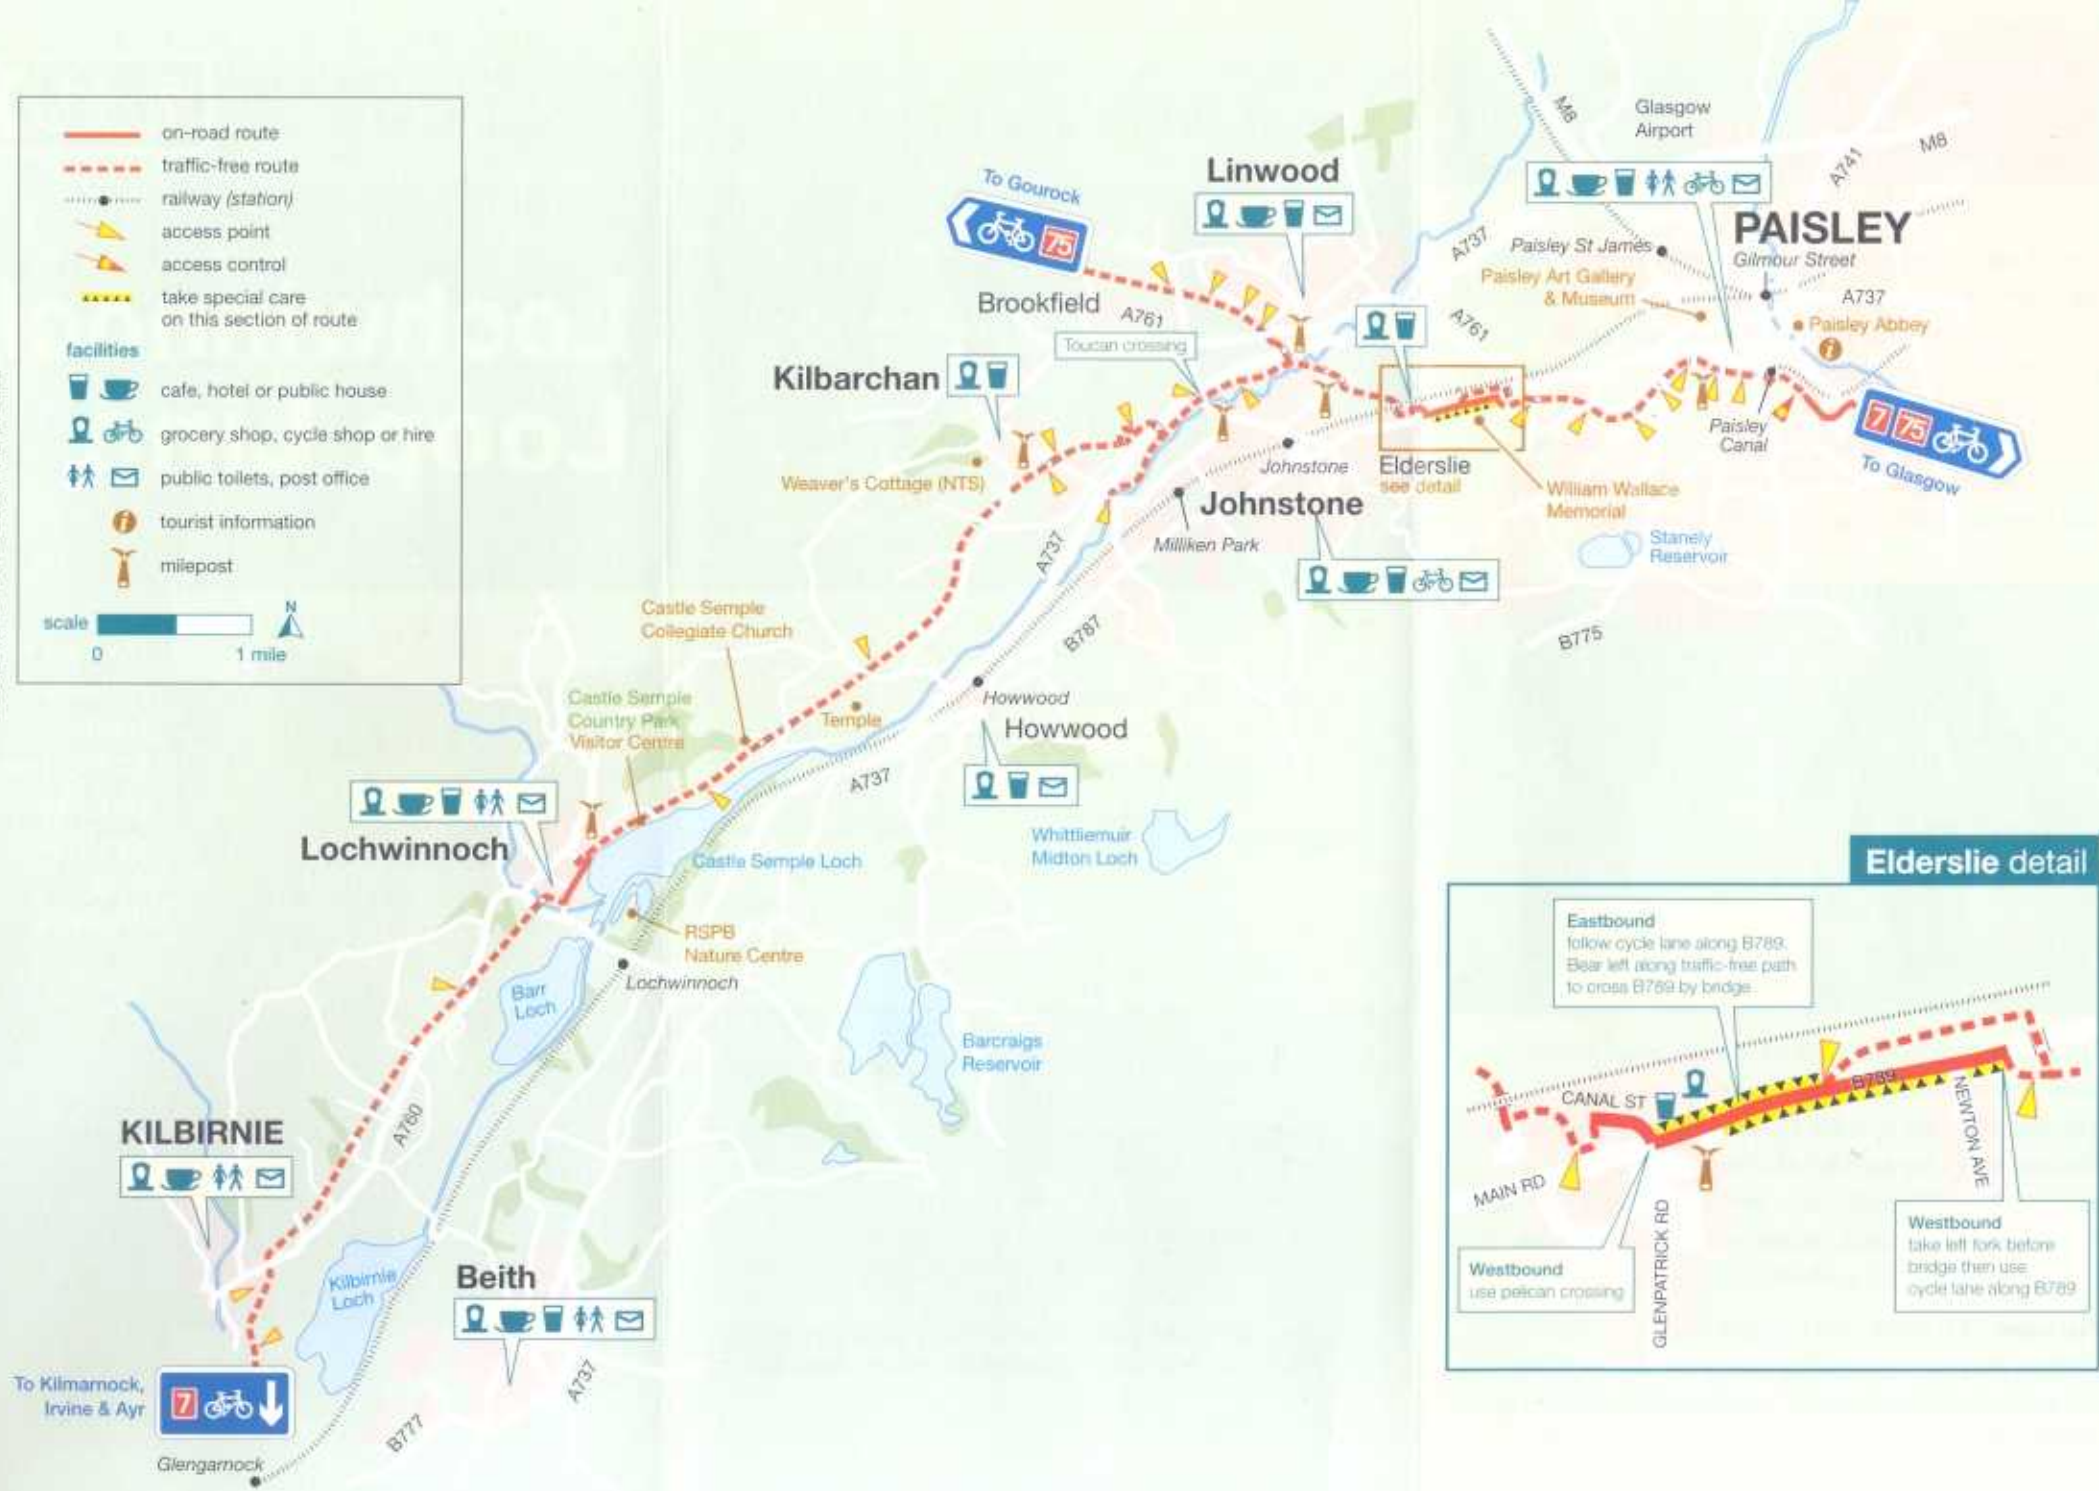 on-road route
traffic-free route
railway (station)
access point
access control
take special care
on this section of route
facilities
cafe, hotel or public house
grocery shop, cycle shop or hire
public toilets, post office
i
tourist information
milepost
scale
N
0
1 mile
To Gourock
75
Linwood
Brookfield
A761
Toucan crossing
Kilbarchan
Weaver's Cottage (NTS)
M8
Glasgow
Airport
A741
M8
A737
Paisley St James
PAISLEY
Gilmour Street
Paisley Art Gallery
& Museum
A737
Paisley Abbey
i
A761
Paisley
Canal
7 75
To Glasgow
Johnstone
Elderslie
see detail
William Wallace
Memorial
Johnstone
Milliken Park
Stanely
Reservoir
A737
B787
B775
Castle Semple
Collegiate Church
Castle Semple
Country Park
Visitor Centre
Temple
Howwood
Howwood
A737
Lochwinnoch
Castle Semple Loch
Whittliemuir
Midton Loch
RSPB
Nature Centre
Lochwinnoch
Barr
Loch
Barcraigs
Reservoir
KILBIRNIE
A760
Kilbirnie
Loch
Beith
A737
B777
To Kilmarnock,
Irvine & Ayr
7
Glengarnock
Elderslie detail
Eastbound
follow cycle lane along B789.
Bear left along traffic-free path
to cross B789 by bridge.
CANAL ST
B789
NEWTON AVE
MAIN RD
GLENPATRICK RD
Westbound
use pelican crossing
Westbound
take left fork before
bridge then use
cycle lane along B789